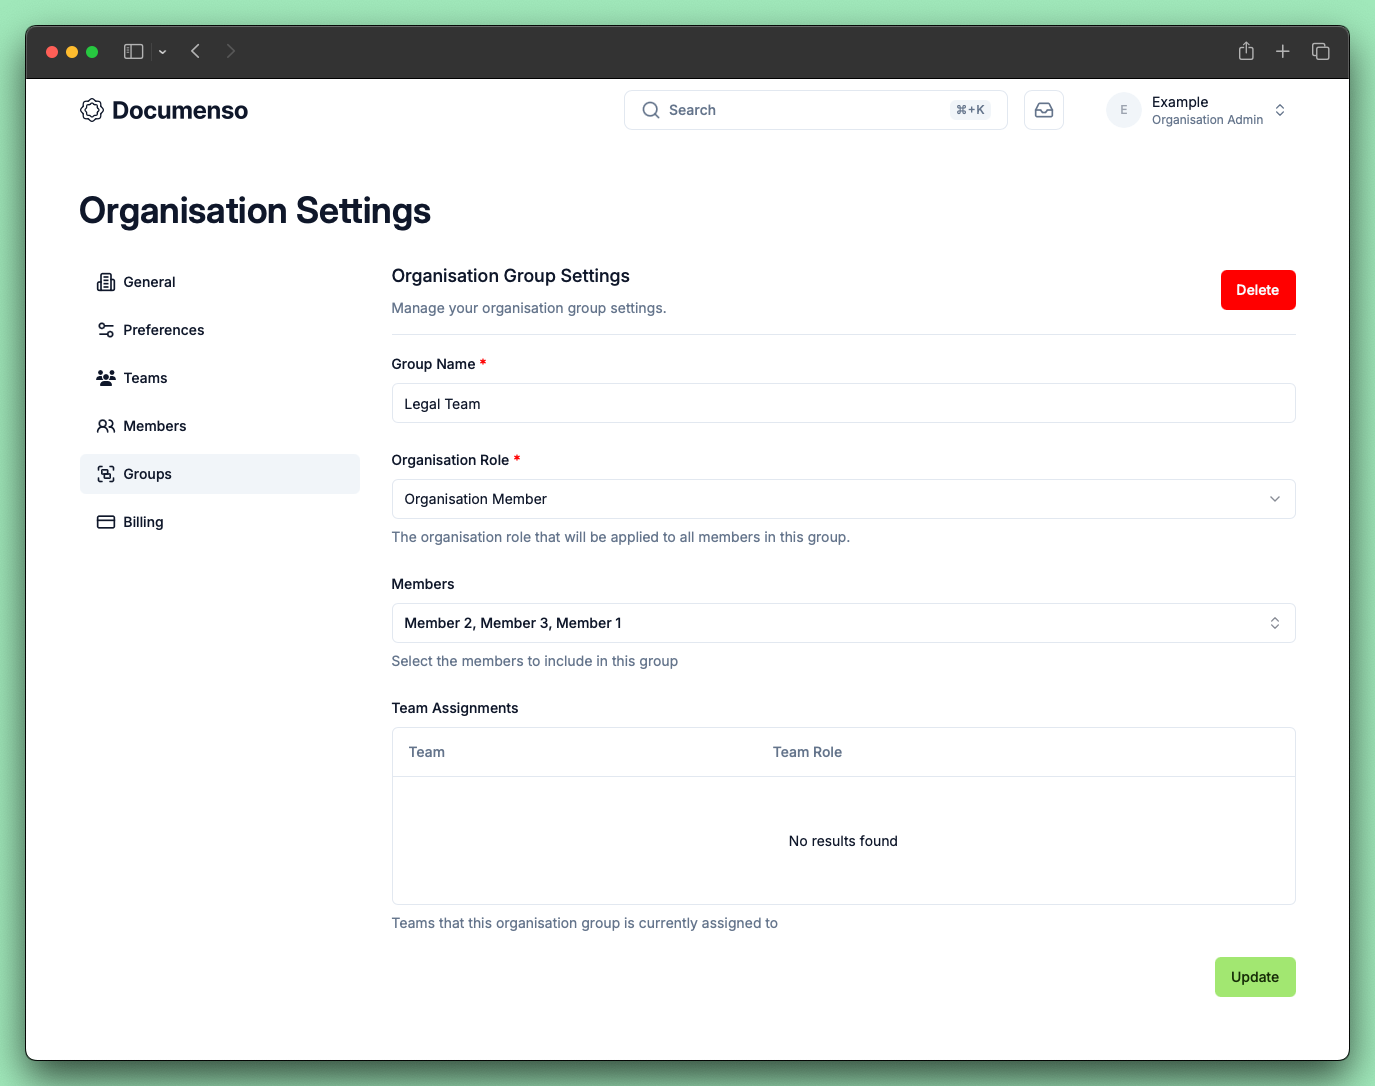 Documenso
Search
⌘+K
E
Example
Organisation Admin
Organisation Settings
General
Preferences
Teams
Members
Groups
Billing
Organisation Group Settings
Manage your organisation group settings.
Delete
Group Name *
Legal Team
Organisation Role *
Organisation Member
The organisation role that will be applied to all members in this group.
Members
Member 2, Member 3, Member 1
Select the members to include in this group
Team Assignments
Team
Team Role
No results found
Teams that this organisation group is currently assigned to
Update